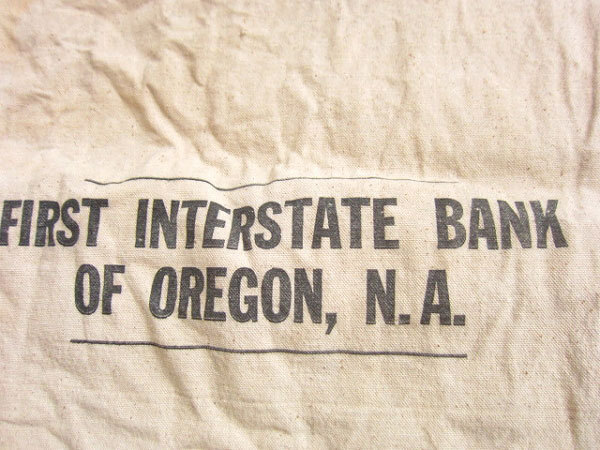 FIRST INTERSTATE BANK
OF OREGON, N.A.